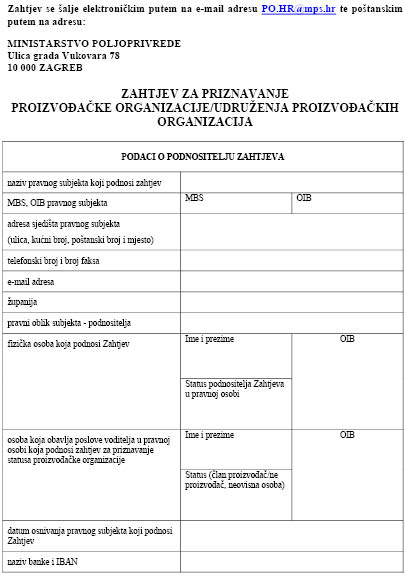 Zahtjev se šalje elektroničkim putem na e-mail adresu PO.HR@mps.hr te poštanskim
putem na adresu:
MINISTARSTVO POLJOPRIVREDE
Ulica grada Vukovara 78
10 000 ZAGREB
ZAHTJEV ZA PRIZNAVANJE
PROIZVOĐAČKE ORGANIZACIJE/UDRUŽENJA PROIZVOĐAČKIH
ORGANIZACIJA
PODACI O PODNOSITELJU ZAHTJEVA
naziv pravnog subjekta koji podnosi zahtjev
MBS, OIB pravnog subjekta
MBS
OIB
adresa sjedišta pravnog subjekta
(ulica, kućni broj, poštanski broj i mjesto)
telefonski broj i broj faksa
e-mail adresa
županija
pravni oblik subjekta - podnositelja
fizička osoba koja podnosi Zahtjev
Ime i prezime
OIB
Status podnositelja Zahtjeva
u pravnoj osobi
osoba koja obavlja poslove voditelja u pravnoj
osobi koja podnosi zahtjev za priznavanje
statusa proizvođačke organizacije
Ime i prezime
OIB
Status (član proizvođač/ne
proizvođač, neovisna osoba)
datum osnivanja pravnog subjekta koji podnosi
Zahtjev
naziv banke i IBAN